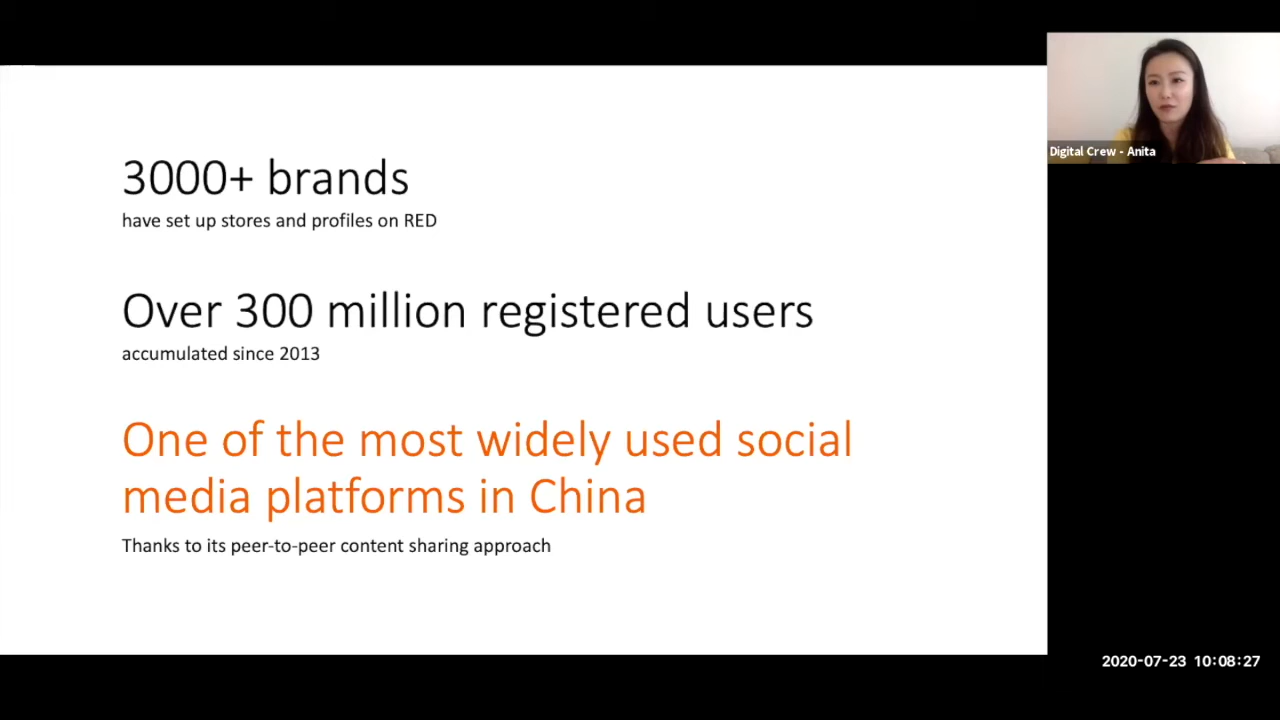 3000+ brands
have set up stores and profiles on RED
Over 300 million registered users
accumulated since 2013
One of the most widely used social
media platforms in China
Thanks to its peer-to-peer content sharing approach
Digital Crew - Anita
2020-07-23 10:08:27